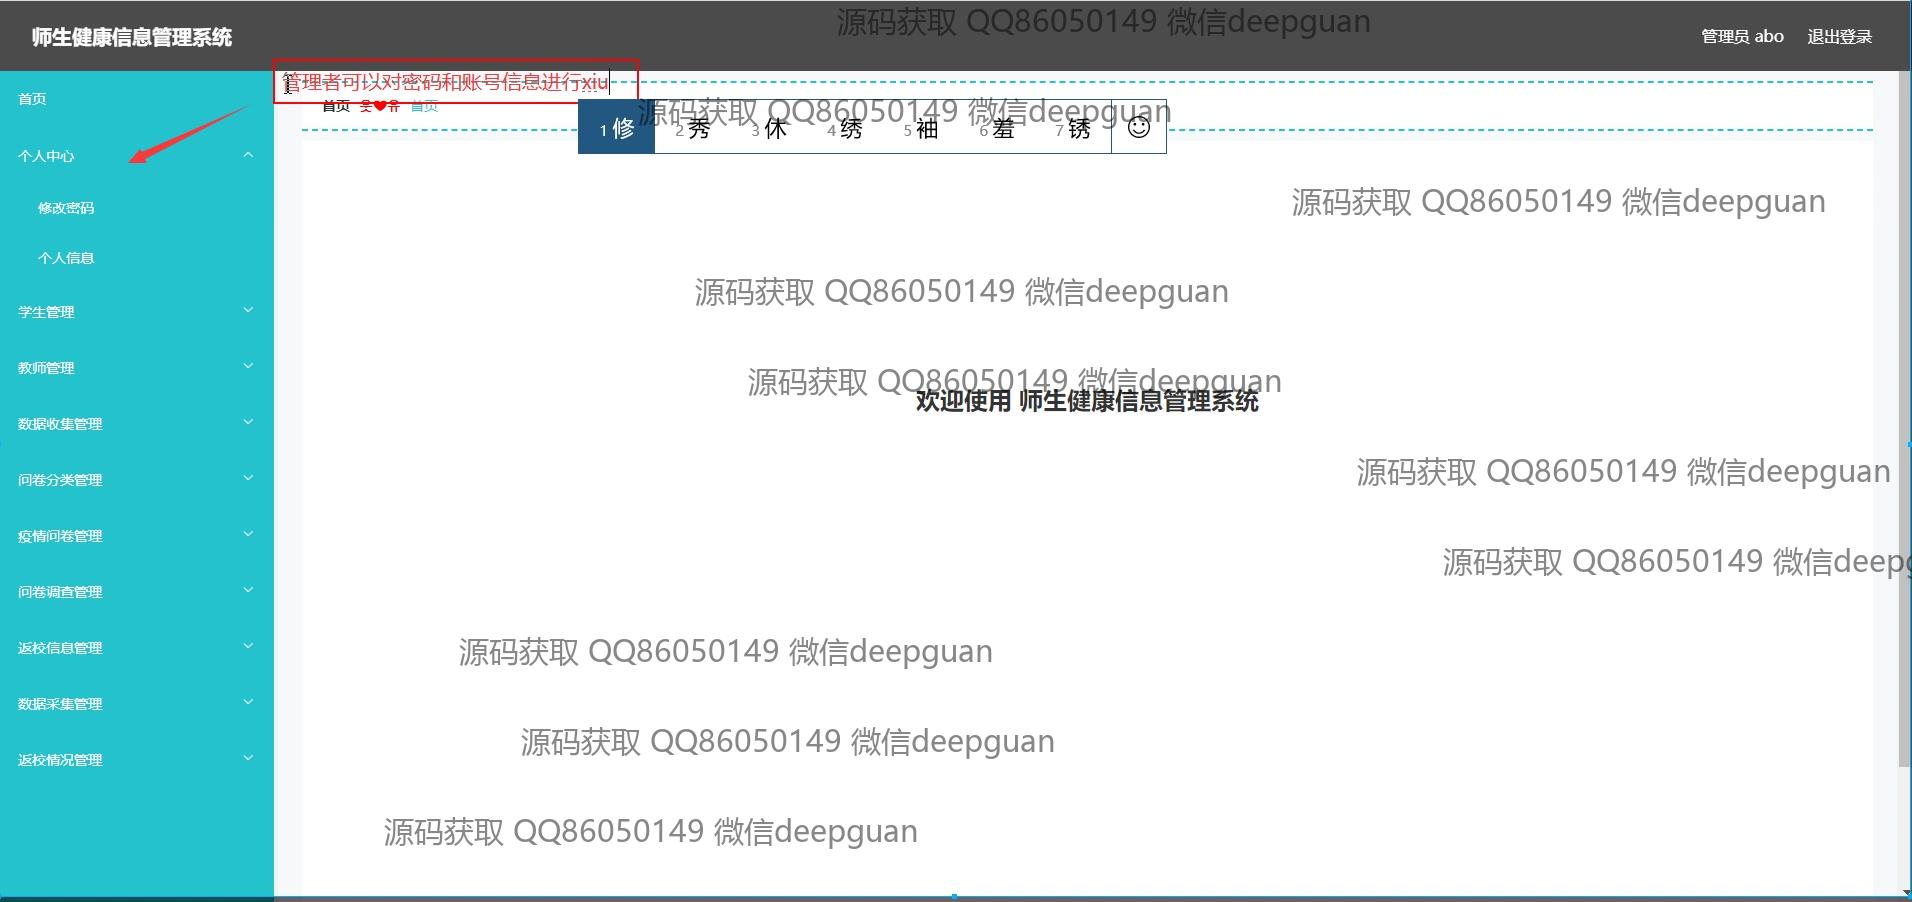 源码获取 QQ86050149 微信deepguan
师生健康信息管理系统
管理员 abo
退出登录
管理者可以对密码和账号信息进行xiu
首页
首页
首页
源码获取 QQ86050149 微信deepguan
1 修 2 秀 3 休 4 绣 5 袖 6 羞 7 锈
个人中心
修改密码
源码获取 QQ86050149 微信deepguan
个人信息
源码获取 QQ86050149 微信deepguan
学生管理
教师管理
源码获取 QQ86050149 微信deepguan
欢迎使用 师生健康信息管理系统
数据收集管理
源码获取 QQ86050149 微信deepguan
问卷分类管理
疫情问卷管理
源码获取 QQ86050149 微信deepg
问卷调查管理
返校信息管理
源码获取 QQ86050149 微信deepguan
数据采集管理
源码获取 QQ86050149 微信deepguan
返校情况管理
源码获取 QQ86050149 微信deepguan